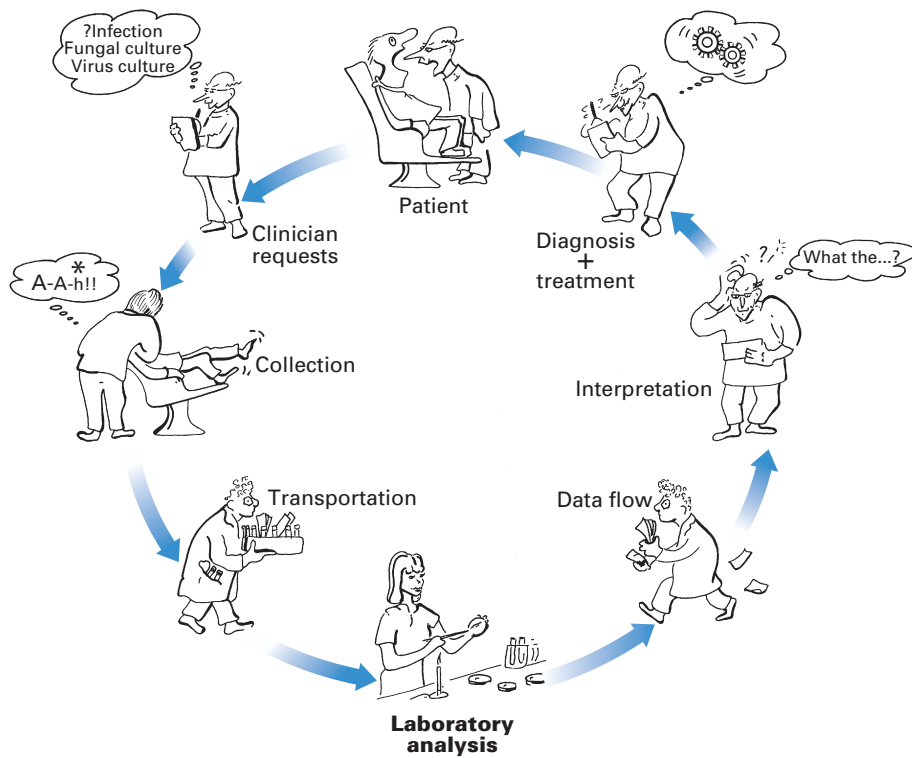 ?Infection
Fungal culture
Virus culture
Patient
Clinician
requests
*
A-A-h!!
Collection
Transportation
Laboratory
analysis
Data flow
Interpretation
?/
What the...?
Diagnosis
+
treatment